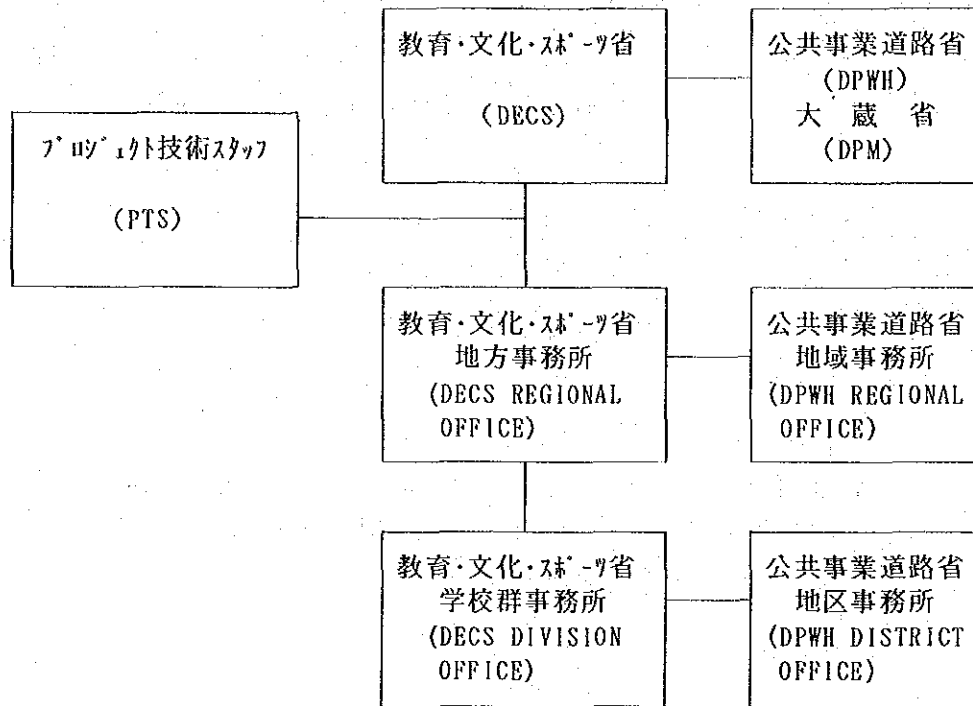 教育·文化·ｽﾎﾟｰﾂ省
(DECS)
公共事業道路省
(DPWH)
大蔵省
(DPM)
ﾌﾟﾛｼﾞｪｸﾄ技術ｽﾀｯﾌ
(PTS)
教育·文化·ｽﾎﾟｰﾂ省
地方事務所
(DECS REGIONAL
OFFICE)
公共事業道路省
地域事務所
(DPWH REGIONAL
OFFICE)
教育·文化·ｽﾎﾟｰﾂ省
学校群事務所
(DECS DIVISION
OFFICE)
公共事業道路省
地区事務所
(DPWH DISTRICT
OFFICE)